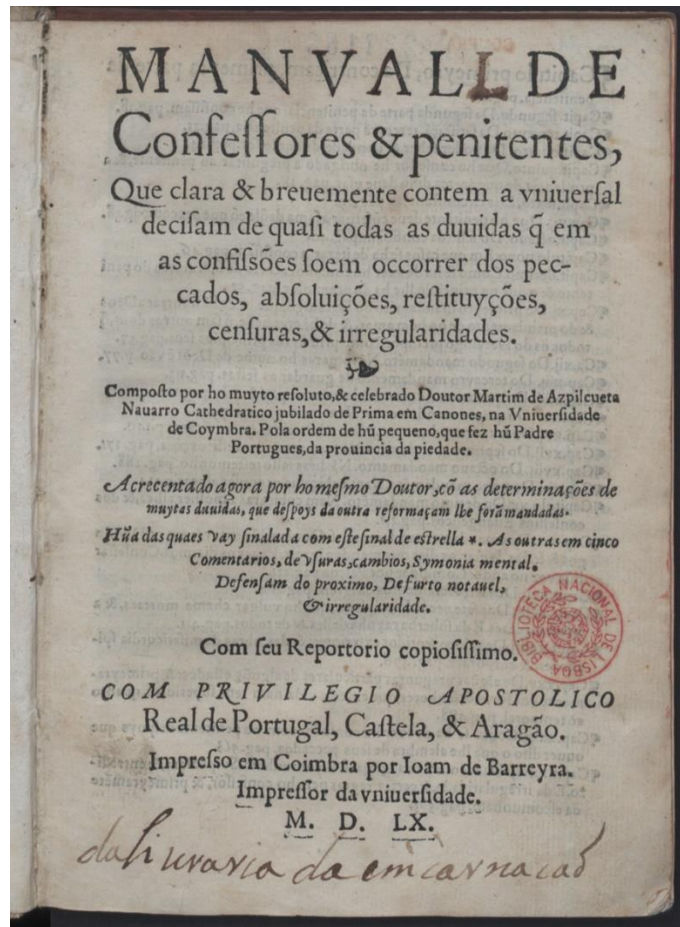 MANVALL DE
Confeſſores & penitentes,
Que clara & breuemente contem a vniuerſal
deciſam de quaſi todas as duuidas q̃ em
as confiſsões ſoem occorrer dos pec-
cados, abſoluições, reſtituyções,
cenſuras, & irregularidades.
Compoſto por ho muyto reſoluto, & celebrado Doutor Martim de Azpilcueta
Nauarro Cathedratico jubilado de Prima em Canones, na Vniuerſidade
de Coymbra. Pola ordem de hũ pequeno, que fez hũ Padre
Portugues, da prouincia da piedade.
Acrecentado agora por ho meſmo Doutor, cõ as determinações de
muytas duuidas, que deſpoys da outra reformaçam lhe forã mandadas.
Hũa das quaes vay ſinalada com eſte ſinal de eſtrella *. As outras em cinco
Comentarios, de vſuras, cambios, Symonia mental.
Defenſam do proximo, De furto notauel,
& irregularidade.
Com ſeu Reportorio copioſiſſimo.
BIBLIOTECA NACIONAL DE LISBOA
COM PRIVILEGIO APOSTOLICO
Real de Portugal, Caſtela, & Aragão.
Impreſso em Coimbra por Ioam de Barreyra.
Impreſſor da vniuerſidade.
M. D. LX.
da liuraria da emcarnacaõ